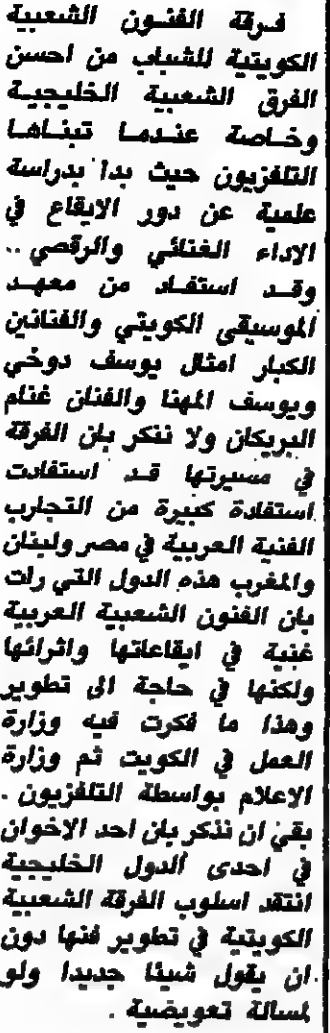 فرقة الفنون الشعبية
الكويتية للشباب من احسن
الفرق الشعبية الخليجية
وخاصة عندما تبناها
التلفزيون حيث بدا بدراسة
علمية عن دور الايقاع في
الاداء الغنائي والرقصي ..
وقد استفاد من معهد
الموسيقى الكويتي والفنانين
الكبار امثال يوسف دوخي
ويوسف المهنا والفنان غنام
الديكان ولا ننكر بان الفرقة
في مسيرتها قد استفادت
استفادة كبيرة من التجارب
الفنية العربية في مصر ولبنان
والمغرب هذه الدول التي رات
بان الفنون الشعبية العربية
غنية في ايقاعاتها واثرائها
ولكنها في حاجة الى تطوير
وهذا ما فكرت فيه وزارة
العمل في الكويت ثم وزارة
الاعلام بواسطة التلفزيون .
بقي ان نذكر بان احد الاخوان
في احدى الدول الخليجية
انتقد اسلوب الفرقة الشعبية
الكويتية في تطوير فنها دون
ان يقول شيئا جديدا ولو
لمسالة تعويضية .